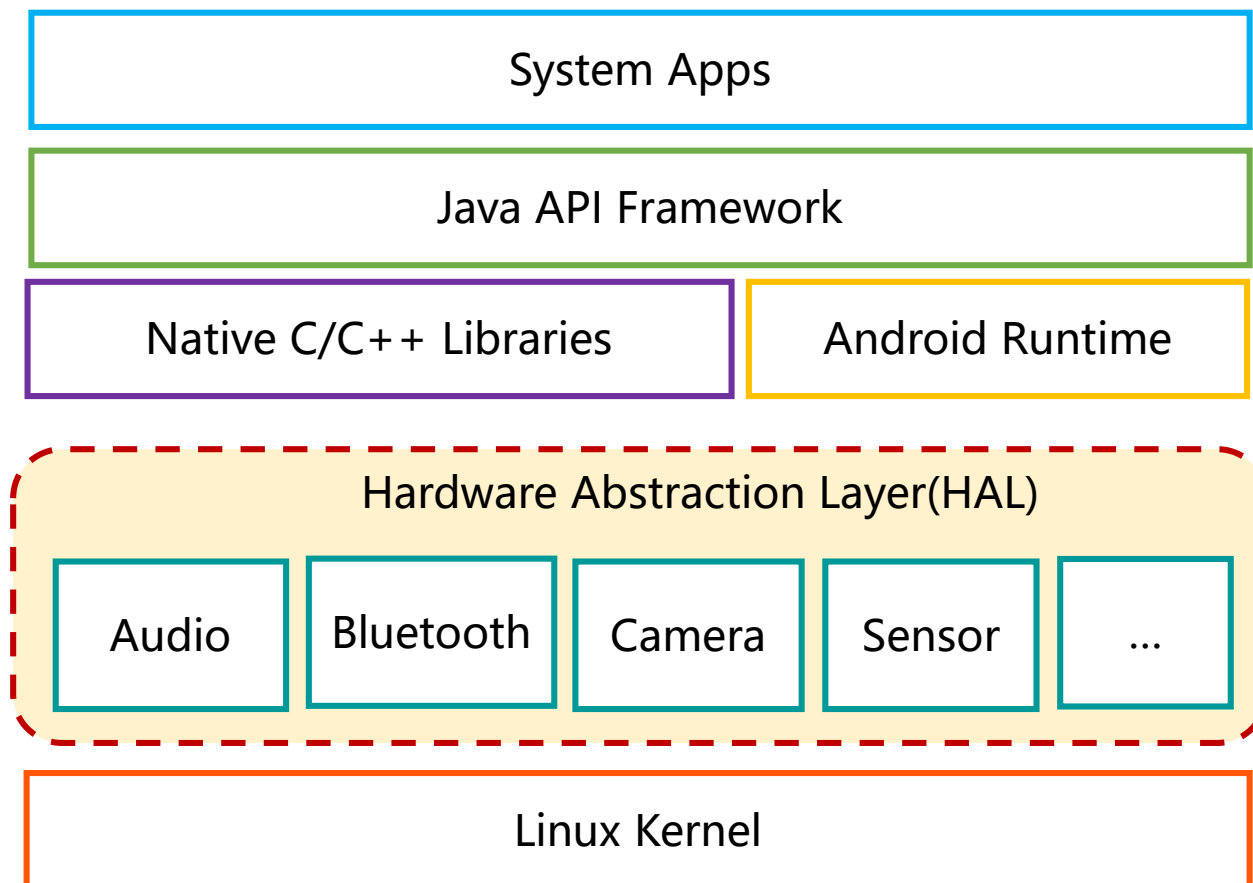 System Apps
Java API Framework
Native C/C++ Libraries
Android Runtime
Hardware Abstraction Layer(HAL)
Audio
Bluetooth
Camera
Sensor
...
Linux Kernel